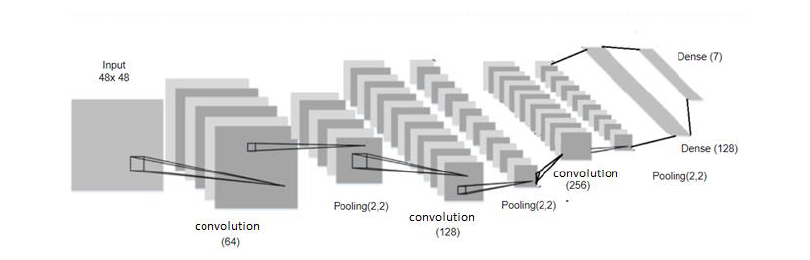 Input
48x 48
convolution
(64)
Pooling(2,2)
convolution
(128)
Pooling(2,2)
convolution
(256)
Pooling(2,2)
Dense (128)
Dense (7)